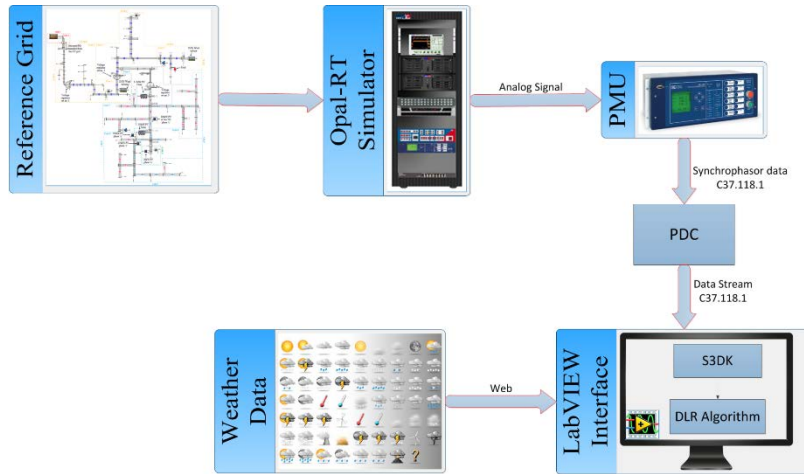 Reference Grid
Opal-RT
Simulator
Analog Signal
PMU
Synchrophasor data
C37.118.1
PDC
Data Stream
C37.118.1
Weather
Data
Web
LabVIEW
Interface
S3DK
DLR Algorithm